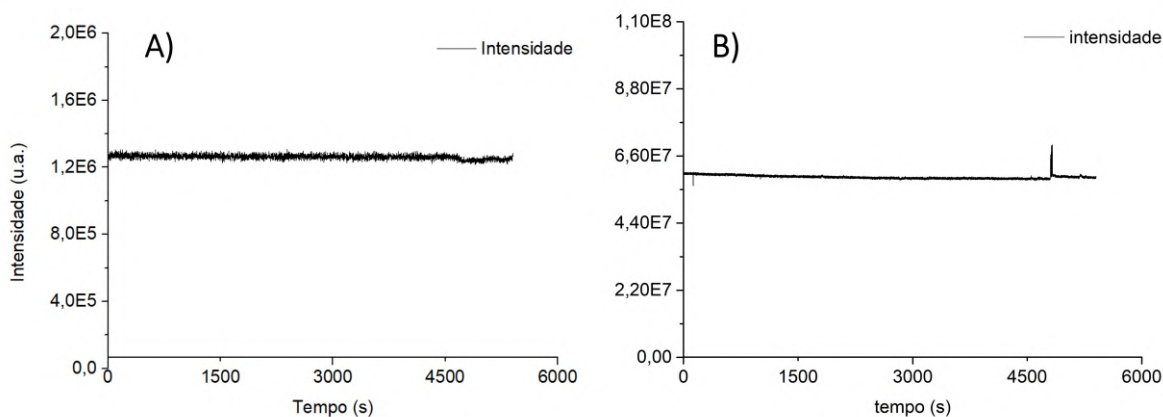 A)
Intensidade
2,0E6
1,6E6
1,2E6
8,0E5
4,0E5
0,0
Intensidade (u.a.)
0 1500 3000 4500 6000
Tempo (s)
B)
intensidade
1,10E8
8,80E7
6,60E7
4,40E7
2,20E7
0,00
0 1500 3000 4500 6000
tempo (s)